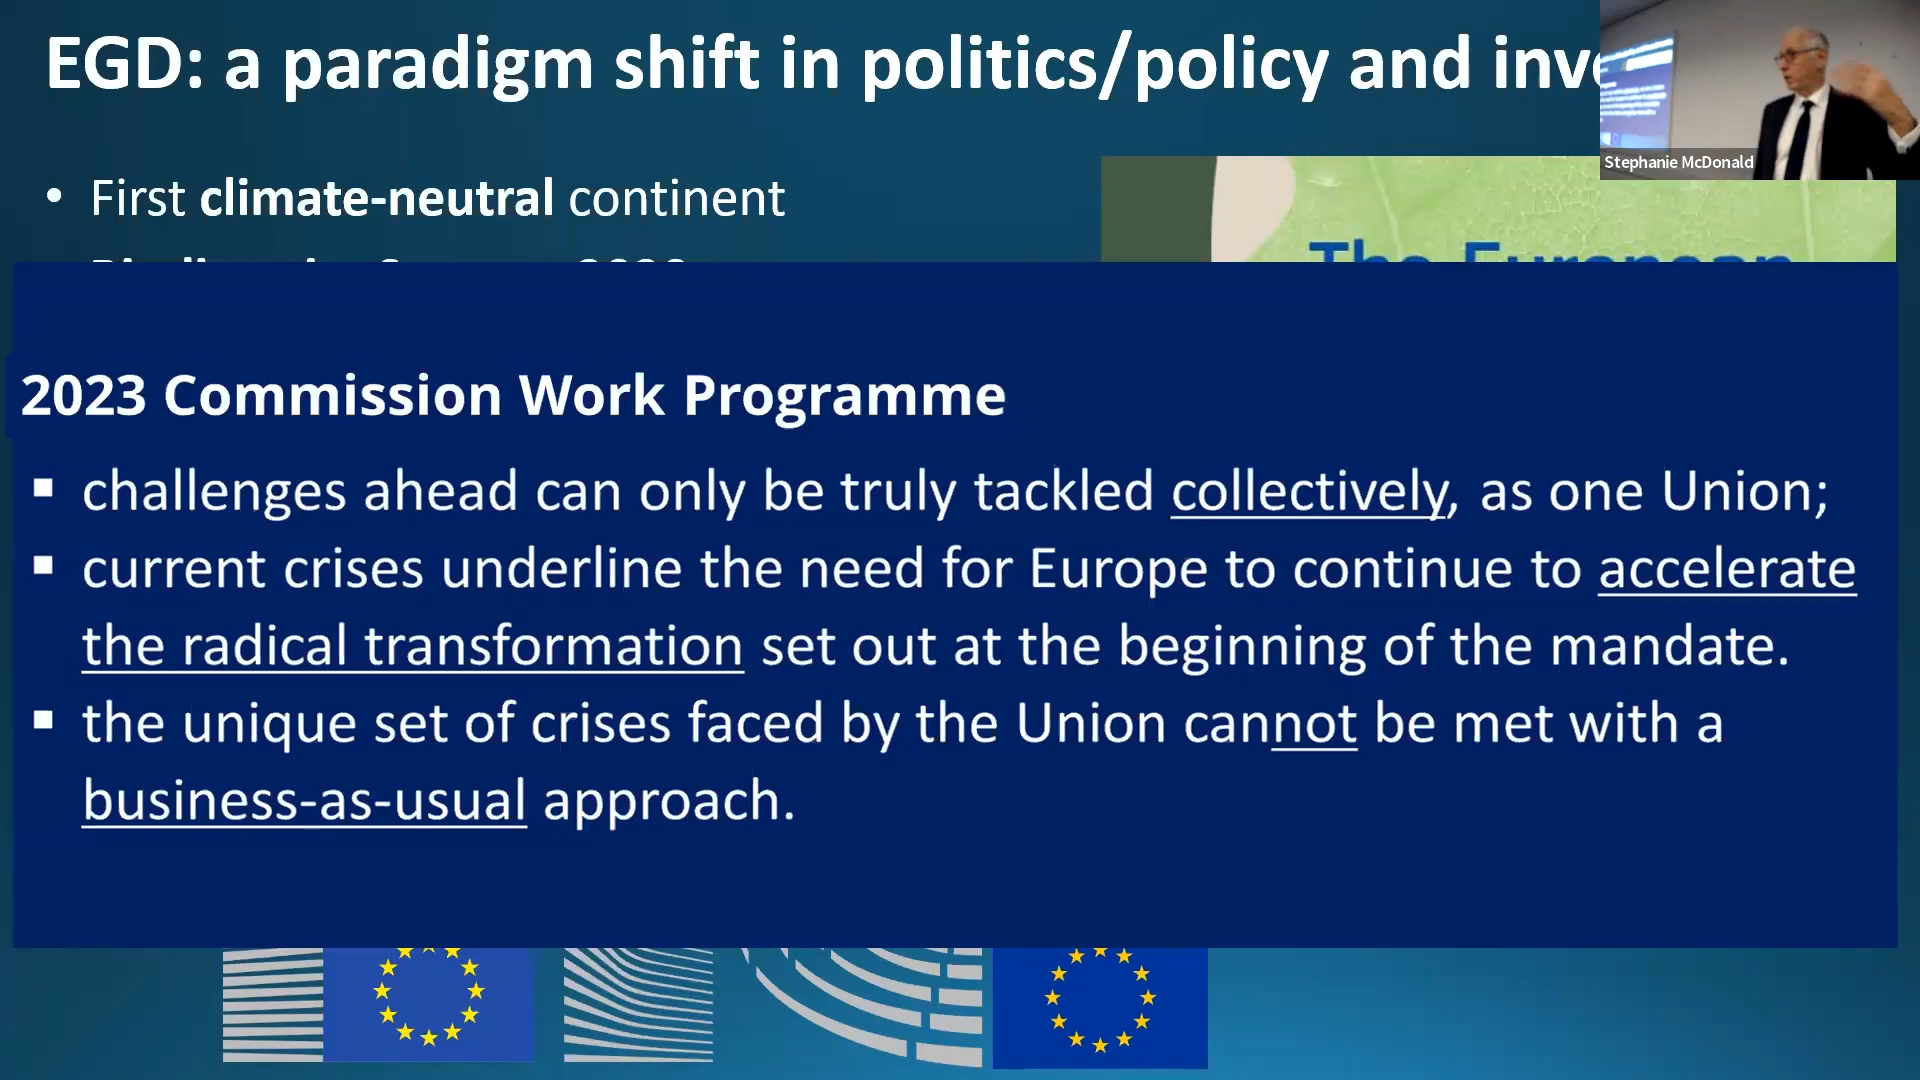 EGD: a paradigm shift in politics/policy and
Stephanie McDonald
• First climate-neutral continent
The European
2023 Commission Work Programme
▪ challenges ahead can only be truly tackled collectively, as one Union;
▪ current crises underline the need for Europe to continue to accelerate
the radical transformation set out at the beginning of the mandate.
▪ the unique set of crises faced by the Union cannot be met with a
business-as-usual approach.